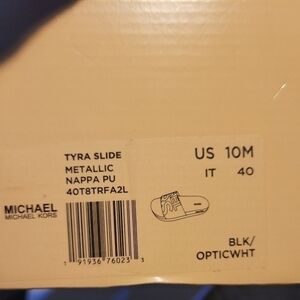 TYRA SLIDE
METALLIC
NAPPA PU
40T8TRFA2L
US 10M
IT 40
MICHAEL
MICHAEL KORS
1 91936 76023 3
BLK/
OPTICWHT